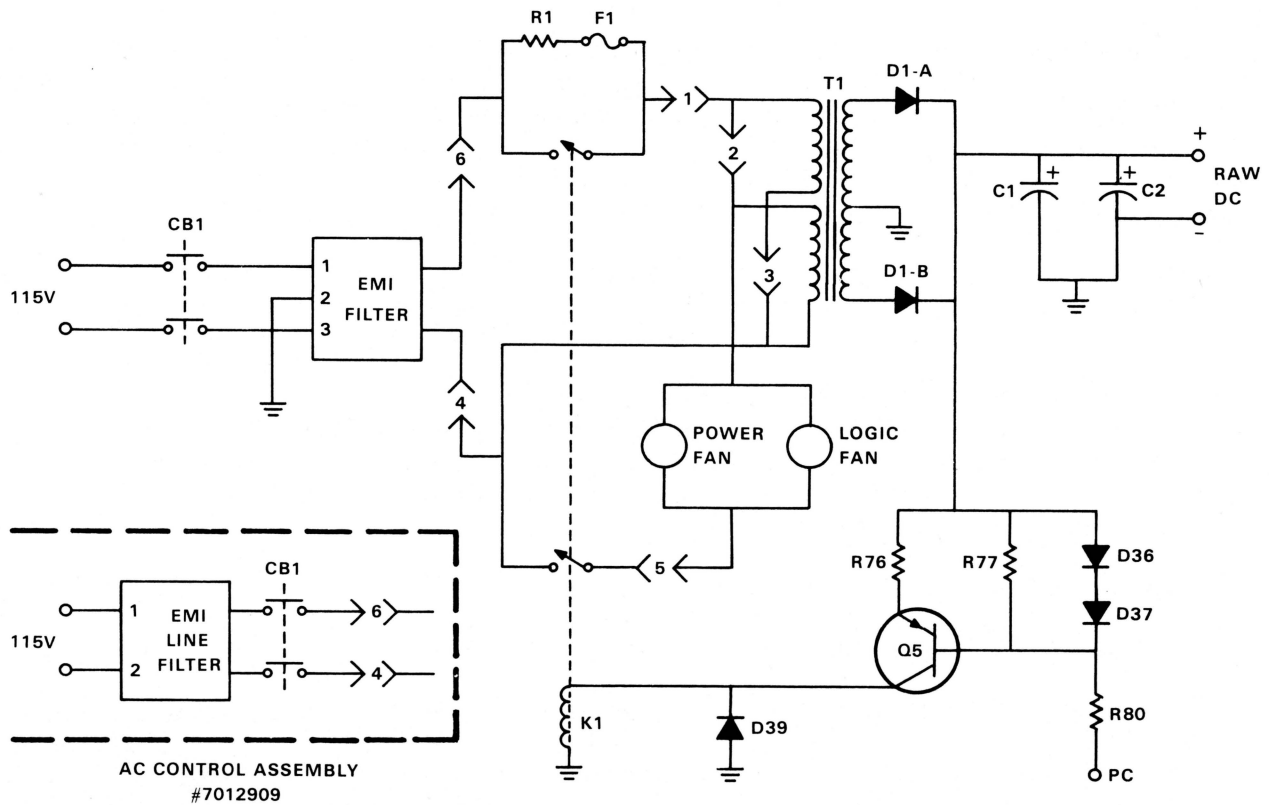 R1 F1
T1 D1-A
1
2
6
+
+ +
C1 C2
RAW
DC
-
CB1
115V
1
2
3
EMI
FILTER
3
D1-B
4
POWER
FAN
LOGIC
FAN
5
R76 R77 D36
D37
Q5
R80
PC
K1 D39
CB1
115V
1
2
EMI
LINE
FILTER
6
4
AC CONTROL ASSEMBLY
#7012909